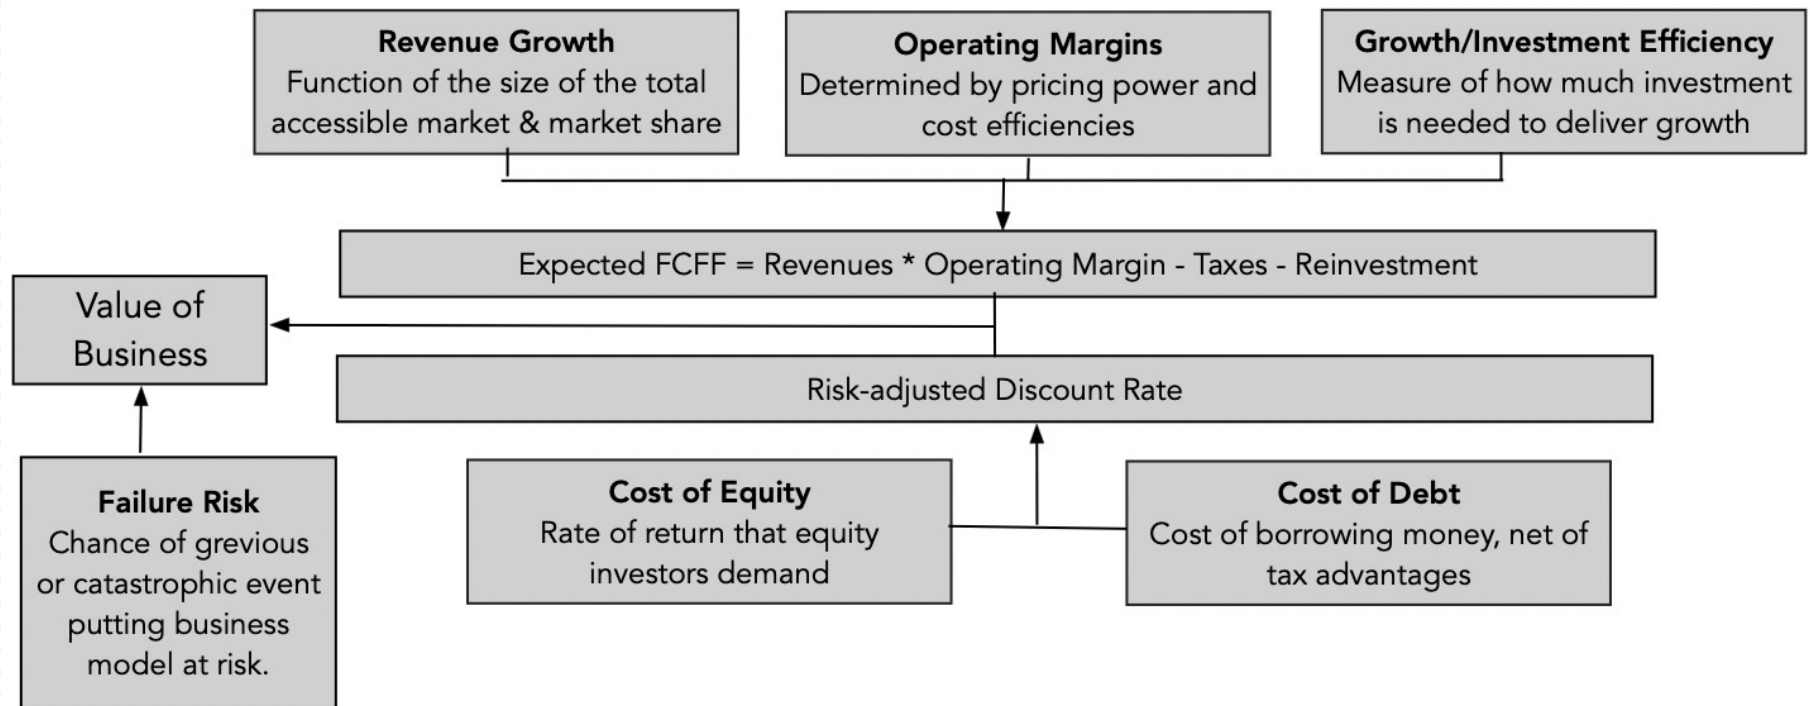 Revenue Growth
Function of the size of the total
accessible market & market share
Operating Margins
Determined by pricing power and
cost efficiencies
Growth/Investment Efficiency
Measure of how much investment
is needed to deliver growth
Expected FCFF = Revenues * Operating Margin - Taxes - Reinvestment
Value of
Business
Risk-adjusted Discount Rate
Failure Risk
Chance of grevious
or catastrophic event
putting business
model at risk.
Cost of Equity
Rate of return that equity
investors demand
Cost of Debt
Cost of borrowing money, net of
tax advantages